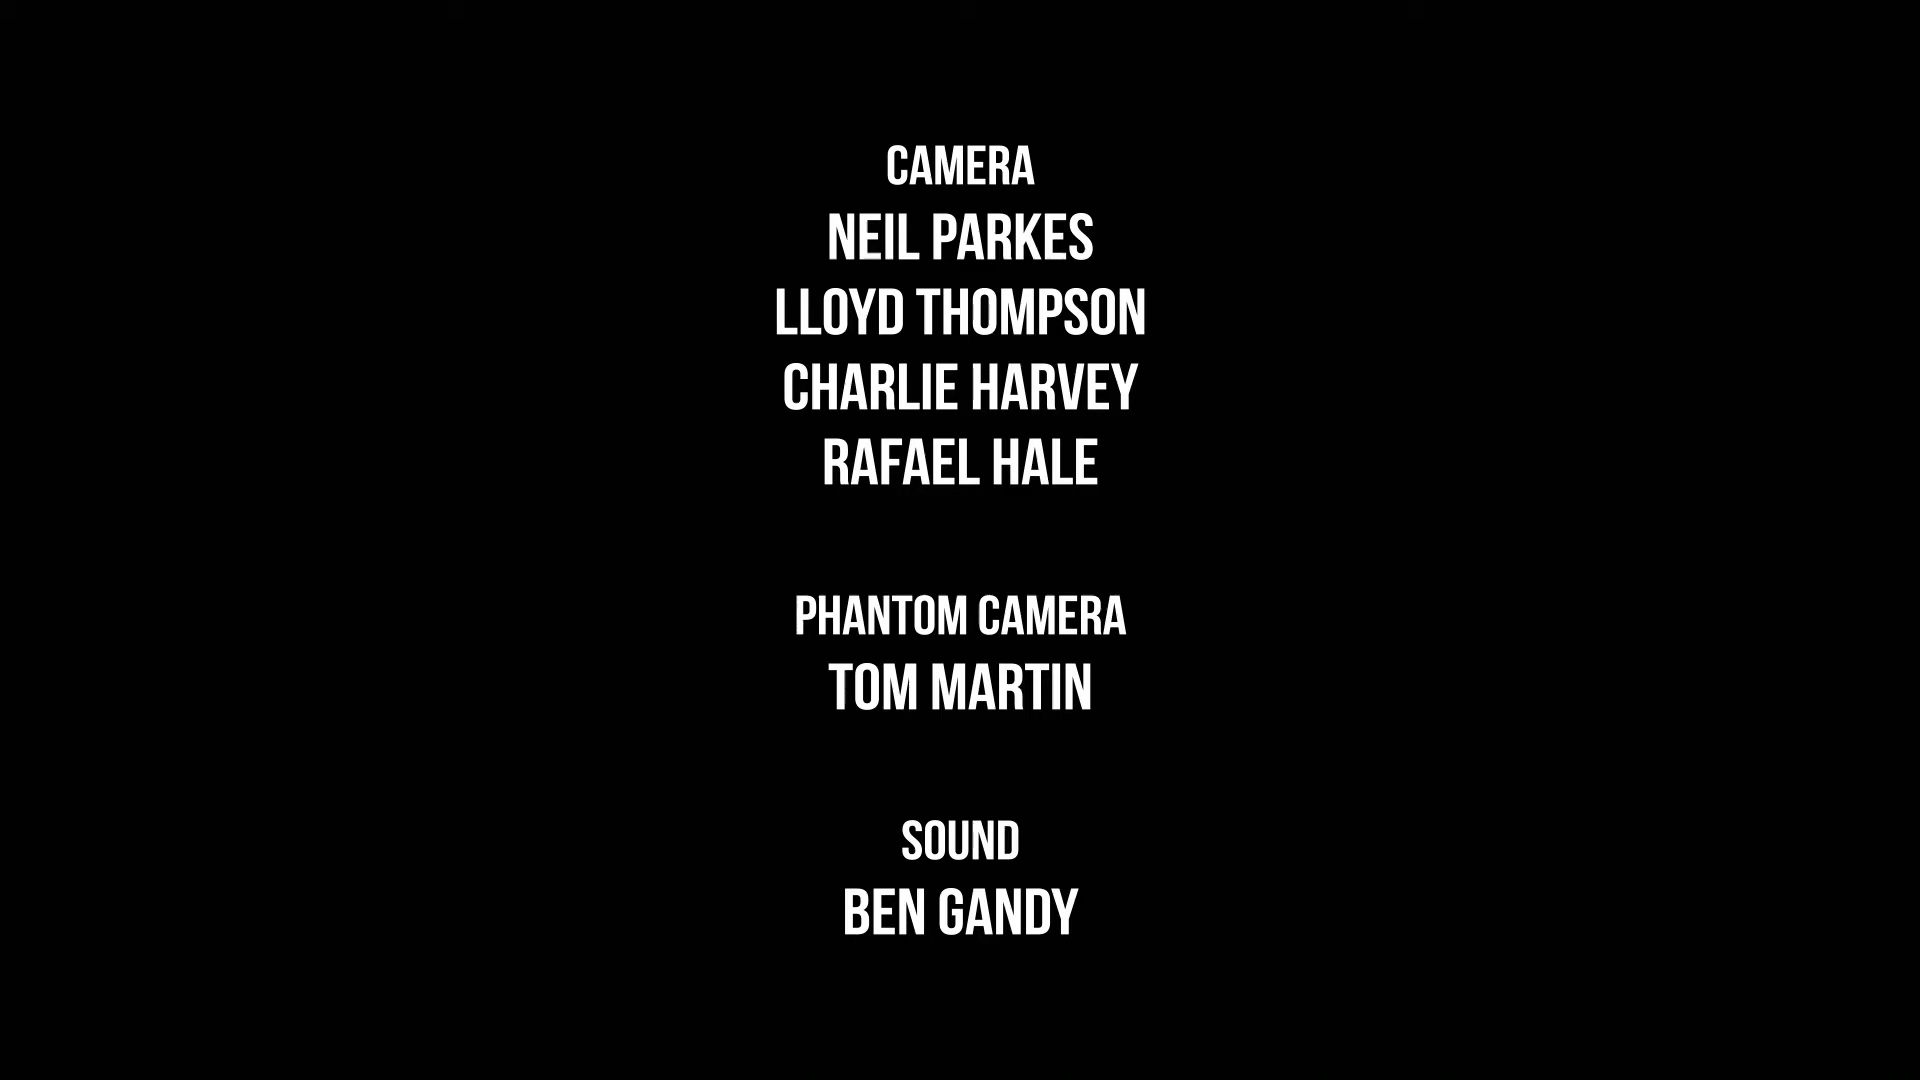 CAMERA
NEIL PARKES
LLOYD THOMPSON
CHARLIE HARVEY
RAFAEL HALE
PHANTOM CAMERA
TOM MARTIN
SOUND
BEN GANDY